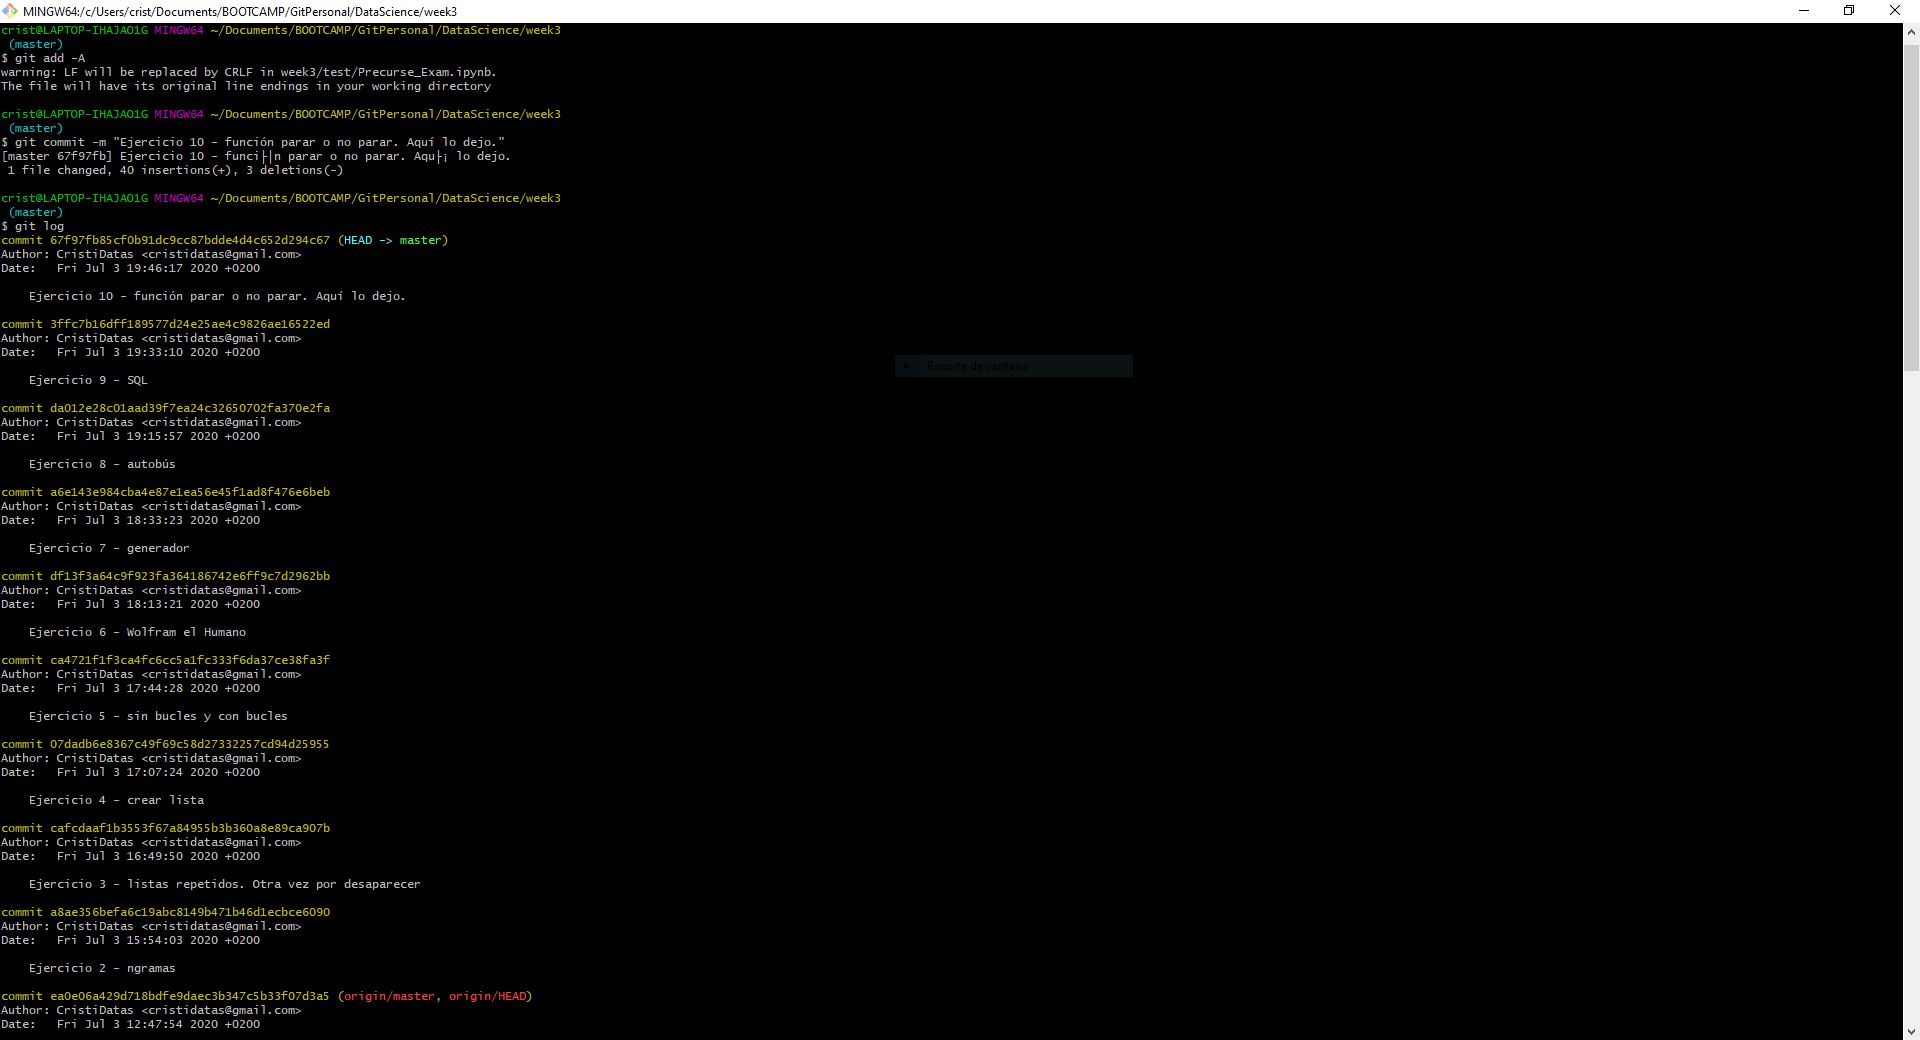 MINGW64:/c/Users/crist/Documents/BOOTCAMP/GitPersonal/DataScience/week3
crist@LAPTOP-IHAJAO1G MINGW64 ~/Documents/BOOTCAMP/GitPersonal/DataScience/week3
(master)
$ git add -A
warning: LF will be replaced by CRLF in week3/test/Precurse_Exam.ipynb.
The file will have its original line endings in your working directory
crist@LAPTOP-IHAJAO1G MINGW64 ~/Documents/BOOTCAMP/GitPersonal/DataScience/week3
(master)
$ git commit -m "Ejercicio 10 - función parar o no parar. Aquí lo dejo."
[master 67f97fb] Ejercicio 10 - funci├│n parar o no parar. Aqu├¡ lo dejo.
1 file changed, 40 insertions(+), 3 deletions(-)
crist@LAPTOP-IHAJAO1G MINGW64 ~/Documents/BOOTCAMP/GitPersonal/DataScience/week3
(master)
$ git log
commit 67f97fb85cf0b91dc9cc87bdde4d4c652d294c67 (HEAD -> master)
Author: CristiDatas <cristidatas@gmail.com>
Date:   Fri Jul 3 19:46:17 2020 +0200
Ejercicio 10 - función parar o no parar. Aquí lo dejo.
commit 3ffc7b16dff189577d24e25ae4c9826ae16522ed
Author: CristiDatas <cristidatas@gmail.com>
Date:   Fri Jul 3 19:33:10 2020 +0200
Recorte de ventana
Ejercicio 9 - SQL
commit da012e28c01aad39f7ea24c32650702fa370e2fa
Author: CristiDatas <cristidatas@gmail.com>
Date:   Fri Jul 3 19:15:57 2020 +0200
Ejercicio 8 - autobús
commit a6e143e984cba4e87e1ea56e45f1ad8f476e6beb
Author: CristiDatas <cristidatas@gmail.com>
Date:   Fri Jul 3 18:33:23 2020 +0200
Ejercicio 7 - generador
commit df13f3a64c9f923fa364186742e6ff9c7d2962bb
Author: CristiDatas <cristidatas@gmail.com>
Date:   Fri Jul 3 18:13:21 2020 +0200
Ejercicio 6 - Wolfram el Humano
commit ca4721f1f3ca4fc6cc5a1fc333f6da37ce38fa3f
Author: CristiDatas <cristidatas@gmail.com>
Date:   Fri Jul 3 17:44:28 2020 +0200
Ejercicio 5 - sin bucles y con bucles
commit 07dadb6e8367c49f69c58d27332257cd94d25955
Author: CristiDatas <cristidatas@gmail.com>
Date:   Fri Jul 3 17:07:24 2020 +0200
Ejercicio 4 - crear lista
commit cafcdaaf1b3553f67a84955b3b360a8e89ca907b
Author: CristiDatas <cristidatas@gmail.com>
Date:   Fri Jul 3 16:49:50 2020 +0200
Ejercicio 3 - listas repetidos. Otra vez por desaparecer
commit a8ae356befa6c19abc8149b471b46d1ecbce6090
Author: CristiDatas <cristidatas@gmail.com>
Date:   Fri Jul 3 15:54:03 2020 +0200
Ejercicio 2 - ngramas
commit ea0e06a429d718bdfe9daec3b347c5b33f07d3a5 (origin/master, origin/HEAD)
Author: CristiDatas <cristidatas@gmail.com>
Date:   Fri Jul 3 12:47:54 2020 +0200